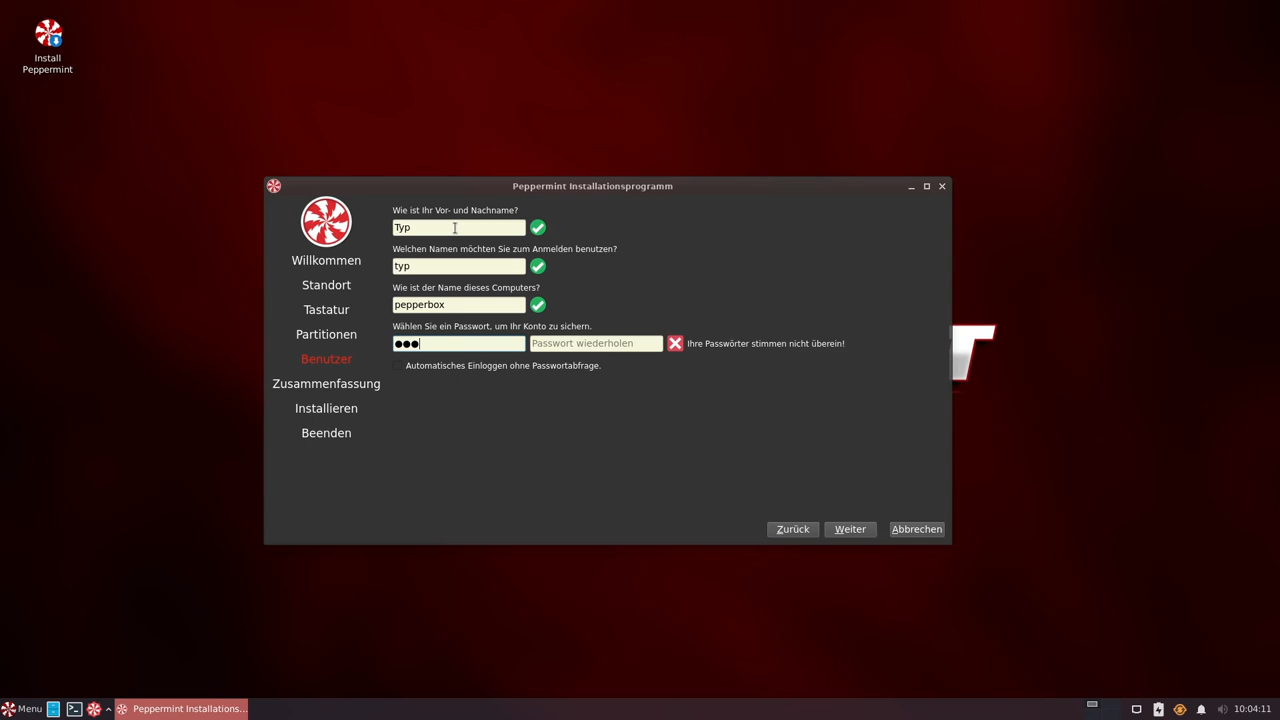 Install
Peppermint
Peppermint Installationsprogramm
Willkommen
Standort
Tastatur
Partitionen
Benutzer
Zusammenfassung
Installieren
Beenden
Wie ist Ihr Vor- und Nachname?
Typ
Welchen Namen möchten Sie zum Anmelden benutzen?
typ
Wie ist der Name dieses Computers?
pepperbox
Wählen Sie ein Passwort, um Ihr Konto zu sichern.
●●● Passwort wiederholen Ihre Passwörter stimmen nicht überein!
Automatisches Einloggen ohne Passwortabfrage.
Zurück Weiter Abbrechen
T
Menu Peppermint Installations... 10:04:11